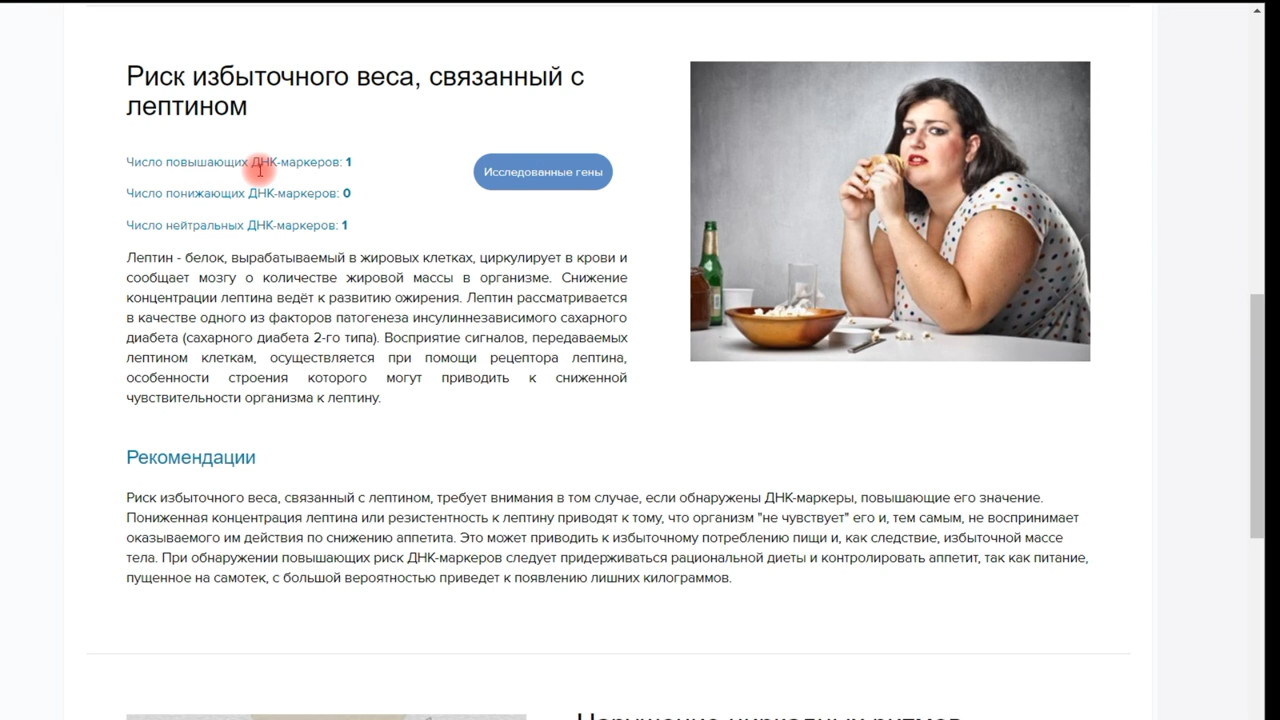 Риск избыточного веса, связанный с
лептином
Число повышающих ДНК-маркеров: 1
Исследованные гены
Число понижающих ДНК-маркеров: 0
Число нейтральных ДНК-маркеров: 1
Лептин - белок, вырабатываемый в жировых клетках, циркулирует в крови и
сообщает мозгу о количестве жировой массы в организме. Снижение
концентрации лептина ведёт к развитию ожирения. Лептин рассматривается
в качестве одного из факторов патогенеза инсулиннезависимого сахарного
диабета (сахарного диабета 2-го типа). Восприятие сигналов, передаваемых
лептином клеткам, осуществляется при помощи рецептора лептина,
особенности строения которого могут приводить к сниженной
чувствительности организма к лептину.
Рекомендации
Риск избыточного веса, связанный с лептином, требует внимания в том случае, если обнаружены ДНК-маркеры, повышающие его значение.
Пониженная концентрация лептина или резистентность к лептину приводят к тому, что организм "не чувствует" его и, тем самым, не воспринимает
оказываемого им действия по снижению аппетита. Это может приводить к избыточному потреблению пищи и, как следствие, избыточной массе
тела. При обнаружении повышающих риск ДНК-маркеров следует придерживаться рациональной диеты и контролировать аппетит, так как питание,
пущенное на самотек, с большой вероятностью приведет к появлению лишних килограммов.